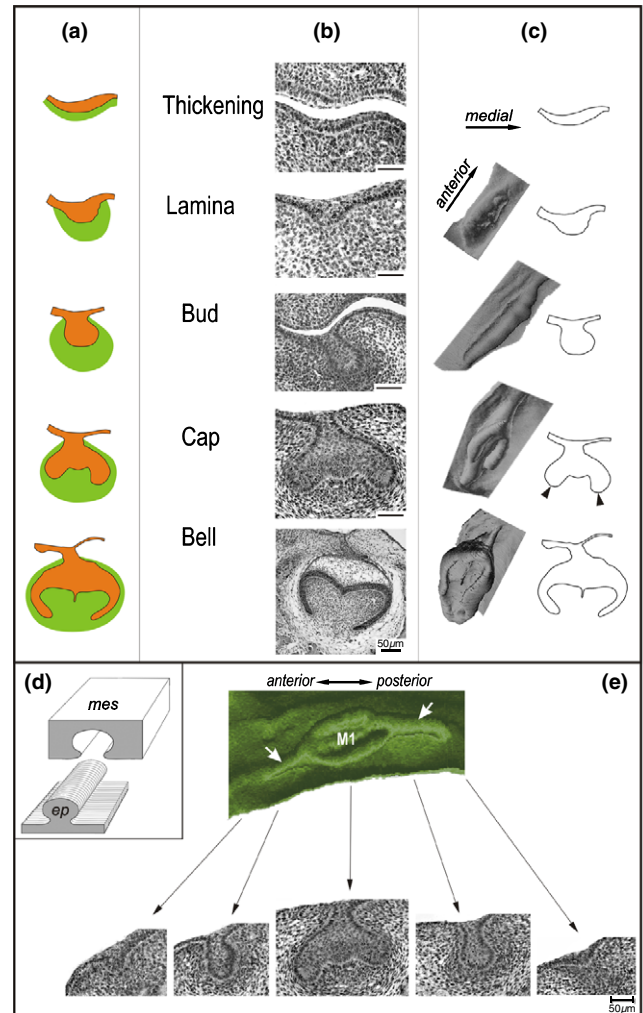 (a)
(b)
(c)
Thickening
medial
Lamina
anterior
Bud
Cap
Bell
50µm
(d)
mes
ep
(e)
anterior
posterior
M1
50µm